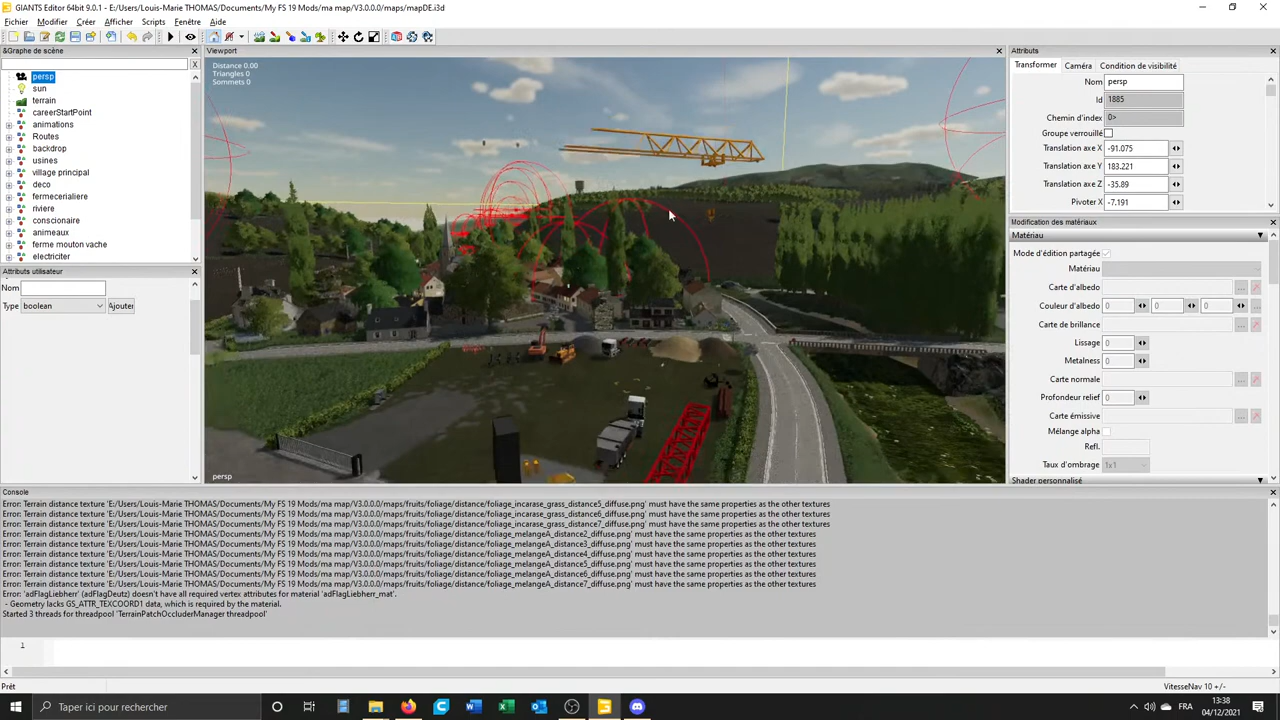 GIANTS Editor 64bit 9.0.1 - E:/Users/Louis-Marie THOMAS/Documents/My FS 19 Mods/ma map/V3.0.0.0/maps/mapDE.i3d
Fichier Modifier Créer Afficher Scripts Fenêtre Aide
&Graphe de scène
X
persp
sun
terrain
careerStartPoint
animations
Routes
backdrop
usines
village principal
deco
fermecerialiere
riviere
conscionaire
animeaux
ferme mouton vache
electriciter
Attributs utilisateur
Nom
Type boolean Ajouter
Viewport
Distance 0.00
Triangles 0
Sommets 0
persp
Attributs
Transformer Caméra Condition de visibilité
Nom persp
Id 1885
Chemin d'index 0>
Groupe verrouillé
Translation axe X -91.075
Translation axe Y 183.221
Translation axe Z -35.89
Pivoter X -7.191
Modification des matériaux
Matériau
Mode d'édition partagée
Matériau
Carte d'albedo ...
Couleur d'albedo 0 0 0 ...
Carte de brillance ...
Lissage 0
Metalness 0
Carte normale ...
Profondeur relief 0
Carte émissive ...
Mélange alpha
Refl.
Taux d'ombrage 1x1
Shader personnalisé
Console
Error: Terrain distance texture 'E:/Users/Louis-Marie THOMAS/Documents/My FS 19 Mods/ma map/V3.0.0.0/maps/fruits/foliage/distance/foliage_incarase_grass_distance5_diffuse.png' must have the same properties as the other textures
Error: Terrain distance texture 'E:/Users/Louis-Marie THOMAS/Documents/My FS 19 Mods/ma map/V3.0.0.0/maps/fruits/foliage/distance/foliage_incarase_grass_distance6_diffuse.png' must have the same properties as the other textures
Error: Terrain distance texture 'E:/Users/Louis-Marie THOMAS/Documents/My FS 19 Mods/ma map/V3.0.0.0/maps/fruits/foliage/distance/foliage_incarase_grass_distance7_diffuse.png' must have the same properties as the other textures
Error: Terrain distance texture 'E:/Users/Louis-Marie THOMAS/Documents/My FS 19 Mods/ma map/V3.0.0.0/maps/fruits/foliage/distance/foliage_melangeA_distance2_diffuse.png' must have the same properties as the other textures
Error: Terrain distance texture 'E:/Users/Louis-Marie THOMAS/Documents/My FS 19 Mods/ma map/V3.0.0.0/maps/fruits/foliage/distance/foliage_melangeA_distance3_diffuse.png' must have the same properties as the other textures
Error: Terrain distance texture 'E:/Users/Louis-Marie THOMAS/Documents/My FS 19 Mods/ma map/V3.0.0.0/maps/fruits/foliage/distance/foliage_melangeA_distance4_diffuse.png' must have the same properties as the other textures
Error: Terrain distance texture 'E:/Users/Louis-Marie THOMAS/Documents/My FS 19 Mods/ma map/V3.0.0.0/maps/fruits/foliage/distance/foliage_melangeA_distance5_diffuse.png' must have the same properties as the other textures
Error: Terrain distance texture 'E:/Users/Louis-Marie THOMAS/Documents/My FS 19 Mods/ma map/V3.0.0.0/maps/fruits/foliage/distance/foliage_melangeA_distance6_diffuse.png' must have the same properties as the other textures
Error: Terrain distance texture 'E:/Users/Louis-Marie THOMAS/Documents/My FS 19 Mods/ma map/V3.0.0.0/maps/fruits/foliage/distance/foliage_melangeA_distance7_diffuse.png' must have the same properties as the other textures
Error: 'adFlagLiebherr' (adFlagDeutz) doesn't have all required vertex attributes for material 'adFlagLiebherr_mat'.
- Geometry lacks GS_ATTR_TEXCOORD1 data, which is required by the material.
Started 3 threads for threadpool 'TerrainPatchOccluderManager threadpool'
1
Prêt
VitesseNav 10 +/-
Taper ici pour rechercher
FRA
13:38
04/12/2021